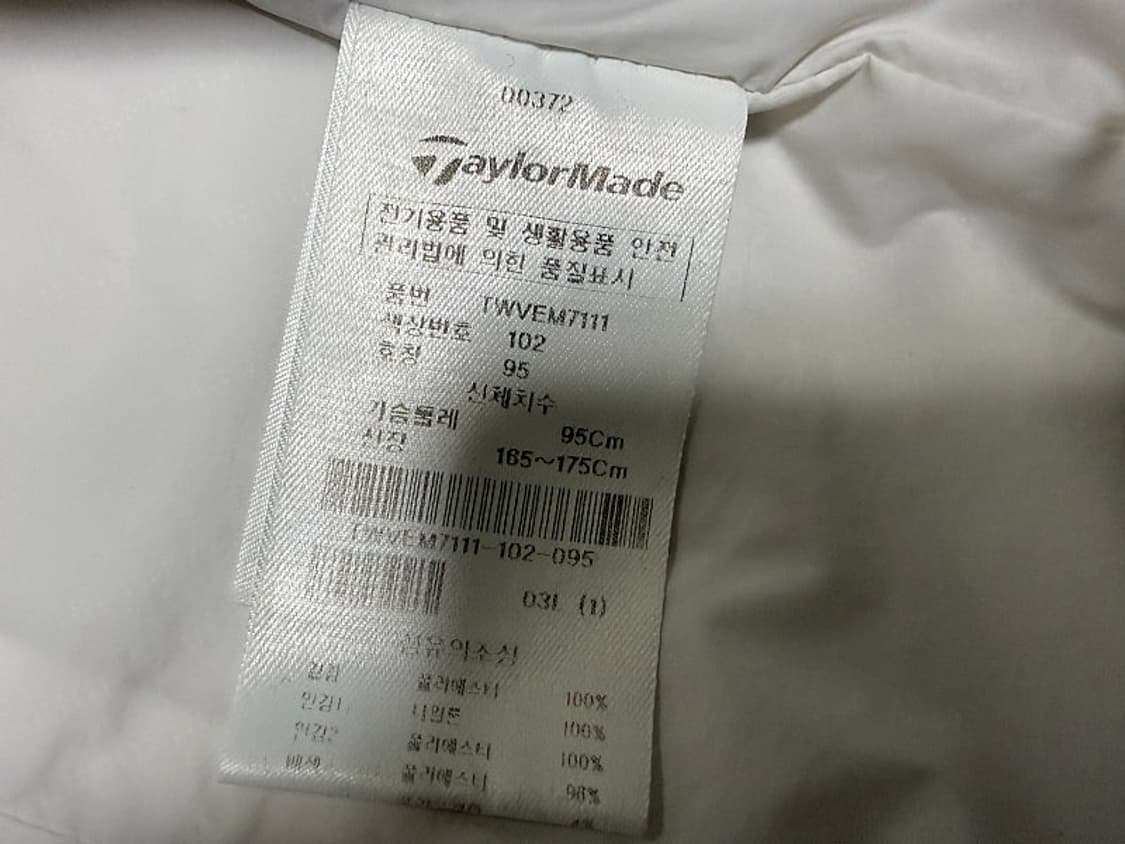 00372
TaylorMade
전기용품 및 생활용품 안전
관리법에 의한 품질표시
품번 TWVEM7111
색상번호 102
호칭 95
신체치수
가슴둘레 95Cm
신장 165~175Cm
TWVEM7111-102-095
03L (1)
섬유의조성
겉감 폴리에스터 100%
안감1 나일론 100%
안감2 폴리에스터 100%
배색 폴리에스터 96%
4%